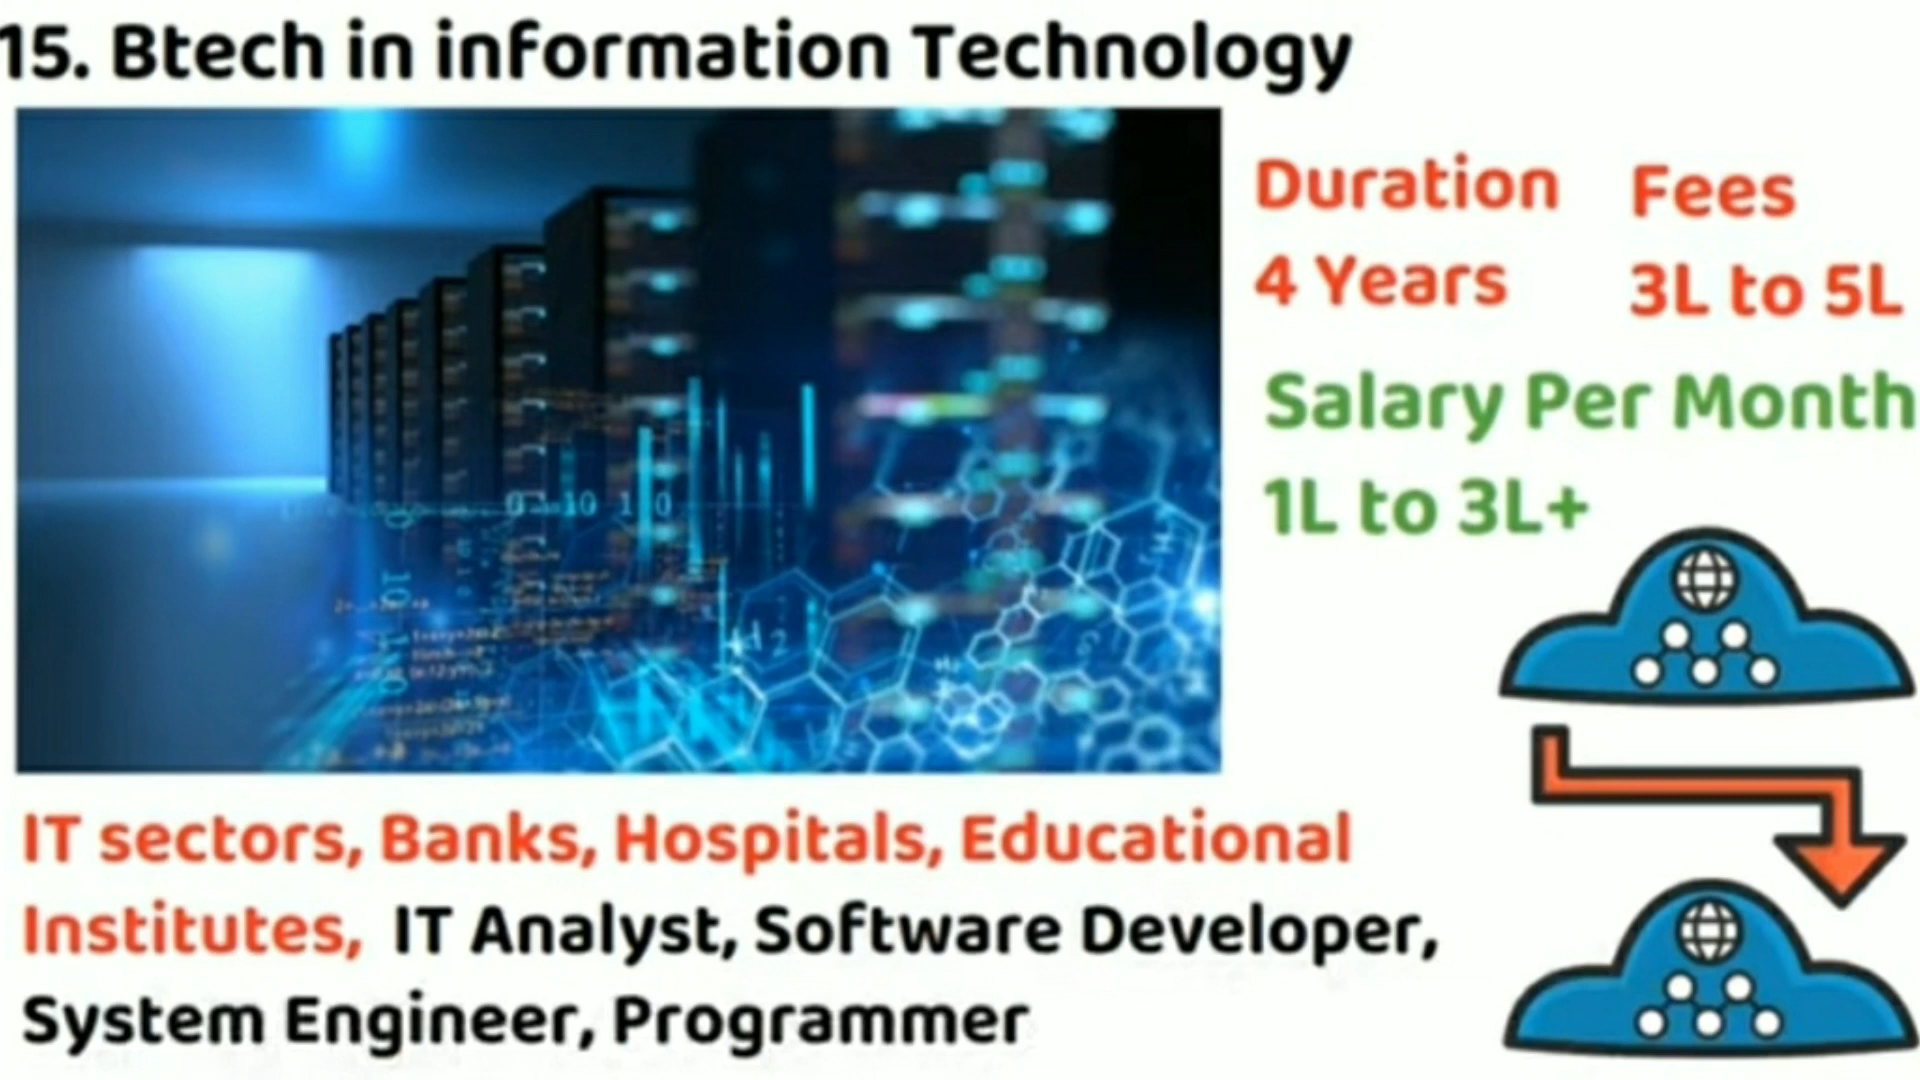 15. Btech in information Technology
Duration
4 Years
Fees
3L to 5L
Salary Per Month
1L to 3L+
IT sectors, Banks, Hospitals, Educational
Institutes, IT Analyst, Software Developer,
System Engineer, Programmer